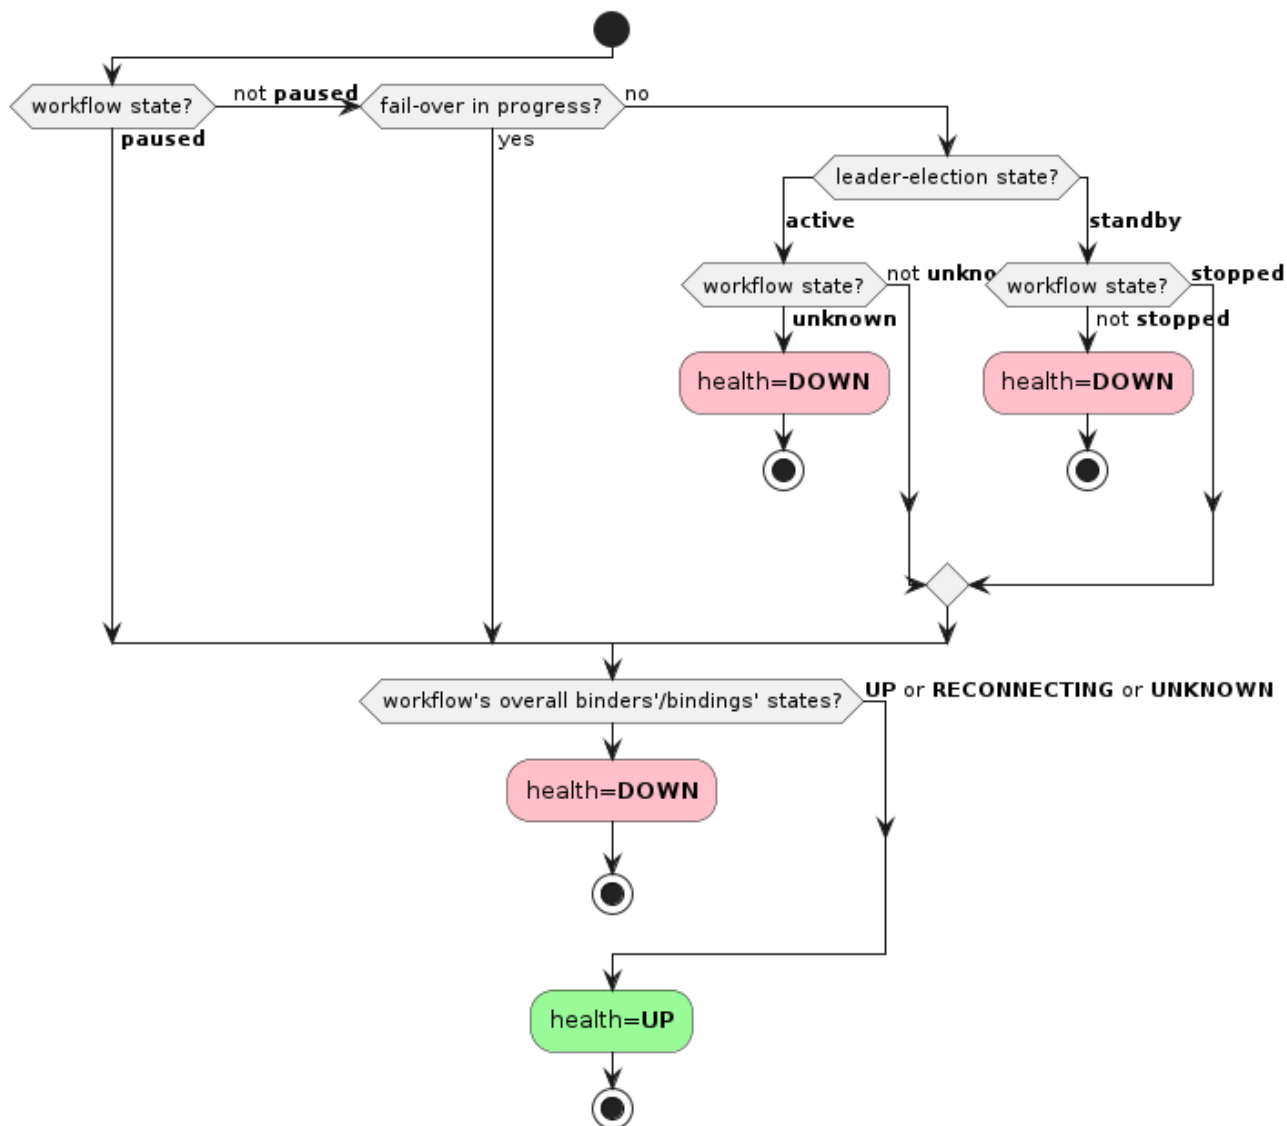 workflow state?
not paused
fail-over in progress?
no
paused
yes
leader-election state?
active
standby
workflow state?
not
workflow state?
stopped
unknown
not stopped
health=DOWN
health=DOWN
workflow's overall binders'/bindings' states?
UP or RECONNECTING or UNKNOWN
health=DOWN
health=UP